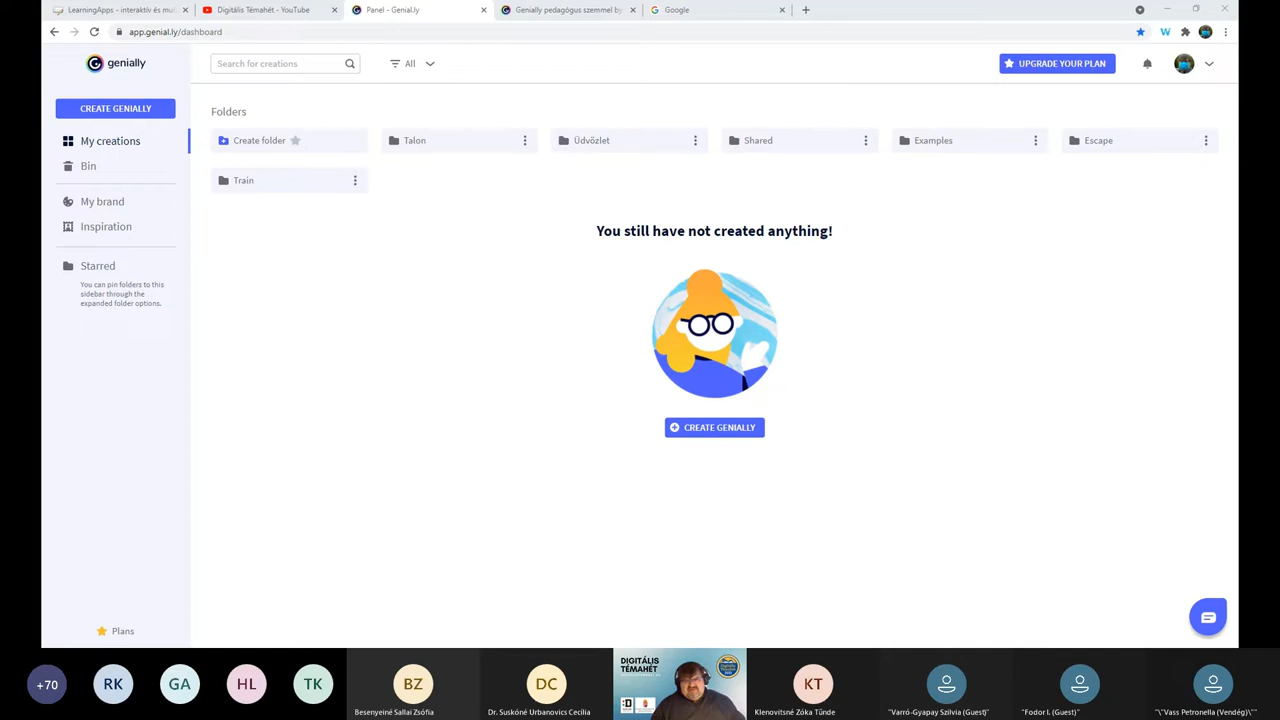 LearningApps - interaktív és mul
Digitális Témahét - YouTube
Panel - Genial.ly
Genially pedagógus szemmel by
Google
app.genial.ly/dashboard
genially
Search for creations
All
UPGRADE YOUR PLAN
CREATE GENIALLY
My creations
Bin
My brand
Inspiration
Starred
You can pin folders to this
sidebar through the
expanded folder options.
Plans
Folders
Create folder
Talon
Üdvözlet
Shared
Examples
Escape
Train
You still have not created anything!
CREATE GENIALLY
+70
RK
GA
HL
TK
BZ
Besenyeiné Sallai Zsófia
DC
Dr. Suskóné Urbanovics Cecília
DIGITÁLIS
TÉMAHÉT
KT
Klenovitsné Zóka Tünde
"Varró-Gyapay Szilvia (Guest)"
"Fodor I. (Guest)"
"\"Vass Petronella (Vendég)\""